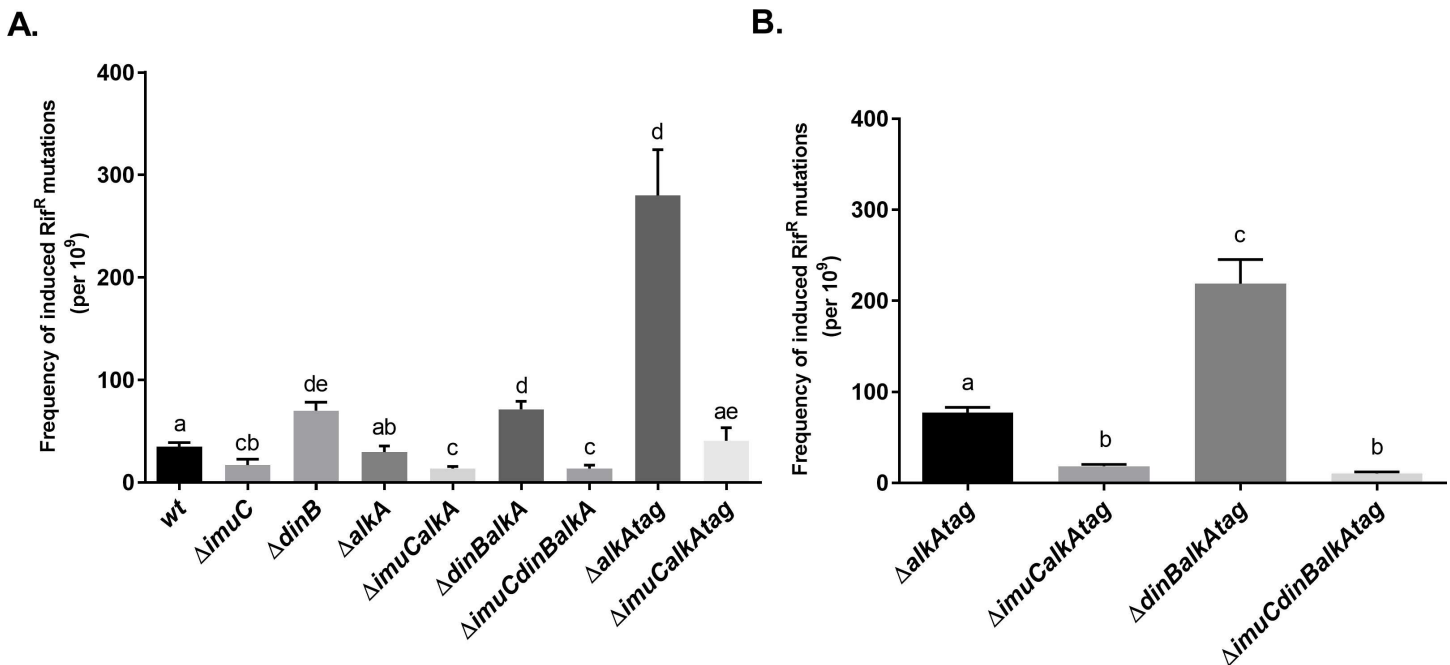 A.
Frequency of induced Rif^R mutations
(per 10^9)
400
300
200
100
0
a
cb
de
ab
c
d
c
d
ae
wt
ΔimuC
ΔdinB
ΔalkA
ΔimuCalkA
ΔdinBalkA
ΔimuCdinBalkA
ΔalkAtag
ΔimuCalkAtag
B.
Frequency of induced Rif^R mutations
(per 10^9)
400
300
200
100
0
a
b
c
b
ΔalkAtag
ΔimuCalkAtag
ΔdinBalkAtag
ΔimuCdinBalkAtag